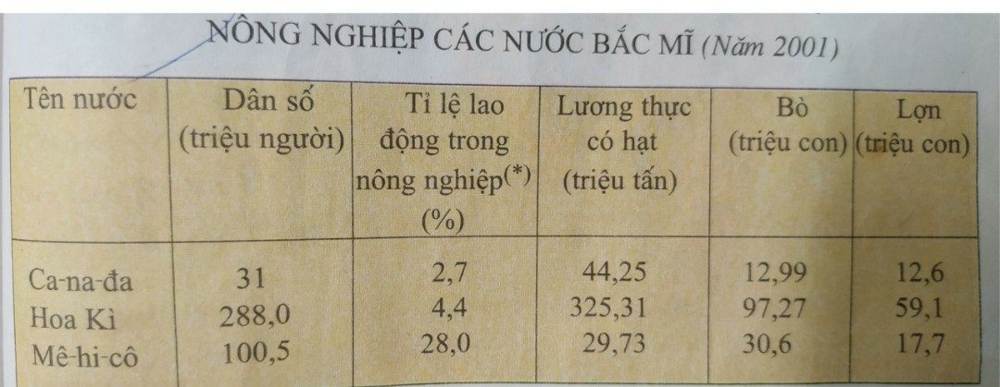 NÔNG NGHIỆP CÁC NƯỚC BẮC MĨ (Năm 2001)
Tên nước Dân số Tỉ lệ lao Lương thực Bò Lợn
(triệu người) động trong có hạt (triệu con) (triệu con)
nông nghiệp(*) (triệu tấn)
(%)
Ca-na-đa 31 2,7 44,25 12,99 12,6
Hoa Kì 288,0 4,4 325,31 97,27 59,1
Mê-hi-cô 100,5 28,0 29,73 30,6 17,7